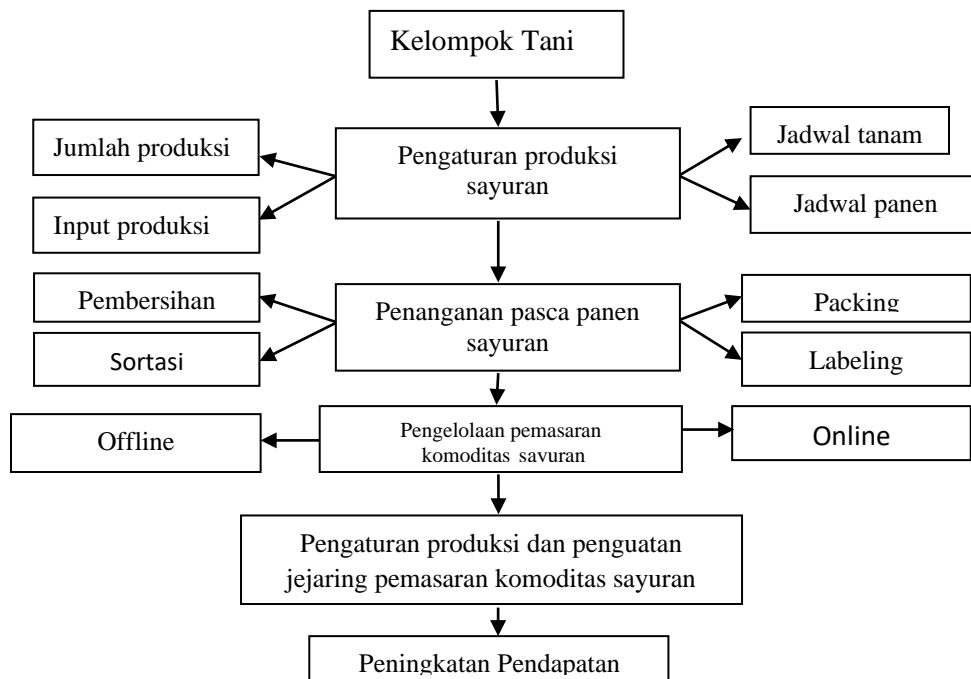 Kelompok Tani
Jumlah produksi
Pengaturan produksi
sayuran
Jadwal tanam
Input produksi
Jadwal panen
Pembersihan
Penanganan pasca panen
sayuran
Packing
Sortasi
Labeling
Offline
Pengelolaan pemasaran
komoditas sayuran
Online
Pengaturan produksi dan penguatan
jejaring pemasaran komoditas sayuran
Peningkatan Pendapatan